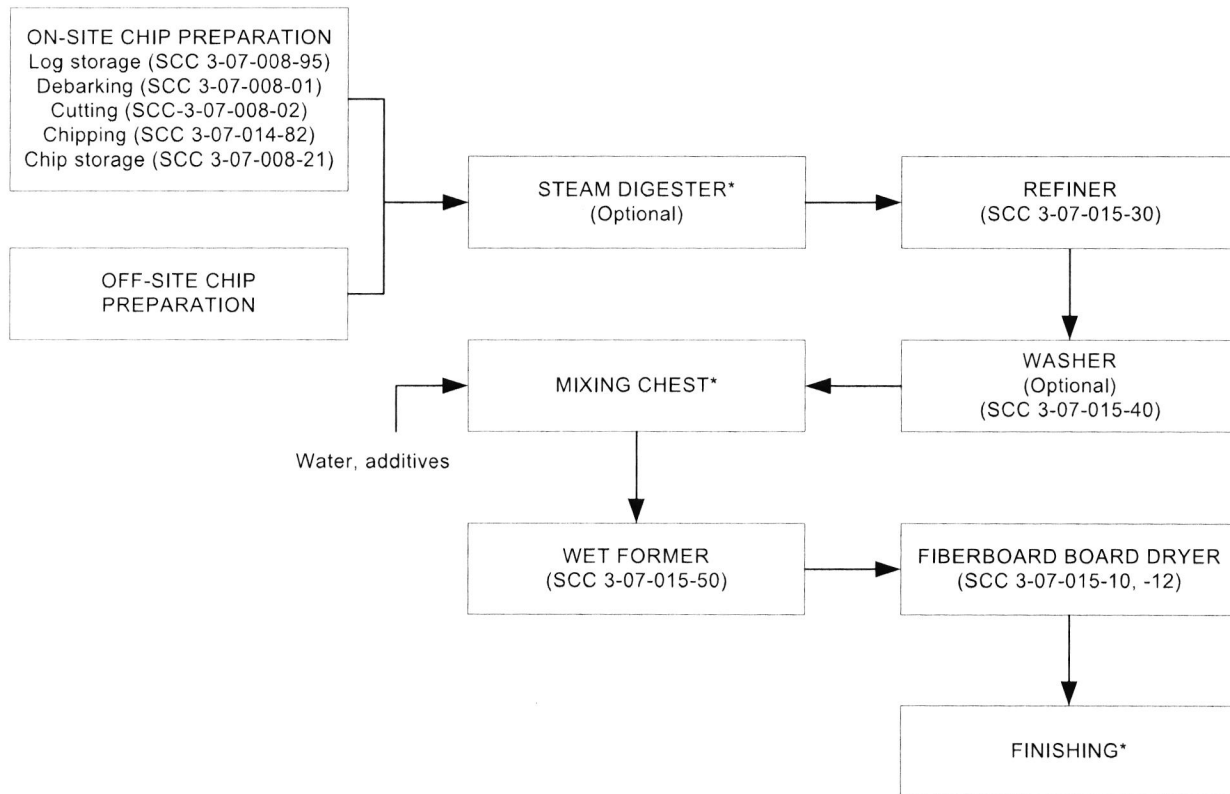 ON-SITE CHIP PREPARATION
Log storage (SCC 3-07-008-95)
Debarking (SCC 3-07-008-01)
Cutting (SCC-3-07-008-02)
Chipping (SCC 3-07-014-82)
Chip storage (SCC 3-07-008-21)
OFF-SITE CHIP
PREPARATION
STEAM DIGESTER*
(Optional)
REFINER
(SCC 3-07-015-30)
WASHER
(Optional)
(SCC 3-07-015-40)
MIXING CHEST*
Water, additives
WET FORMER
(SCC 3-07-015-50)
FIBERBOARD BOARD DRYER
(SCC 3-07-015-10, -12)
FINISHING*